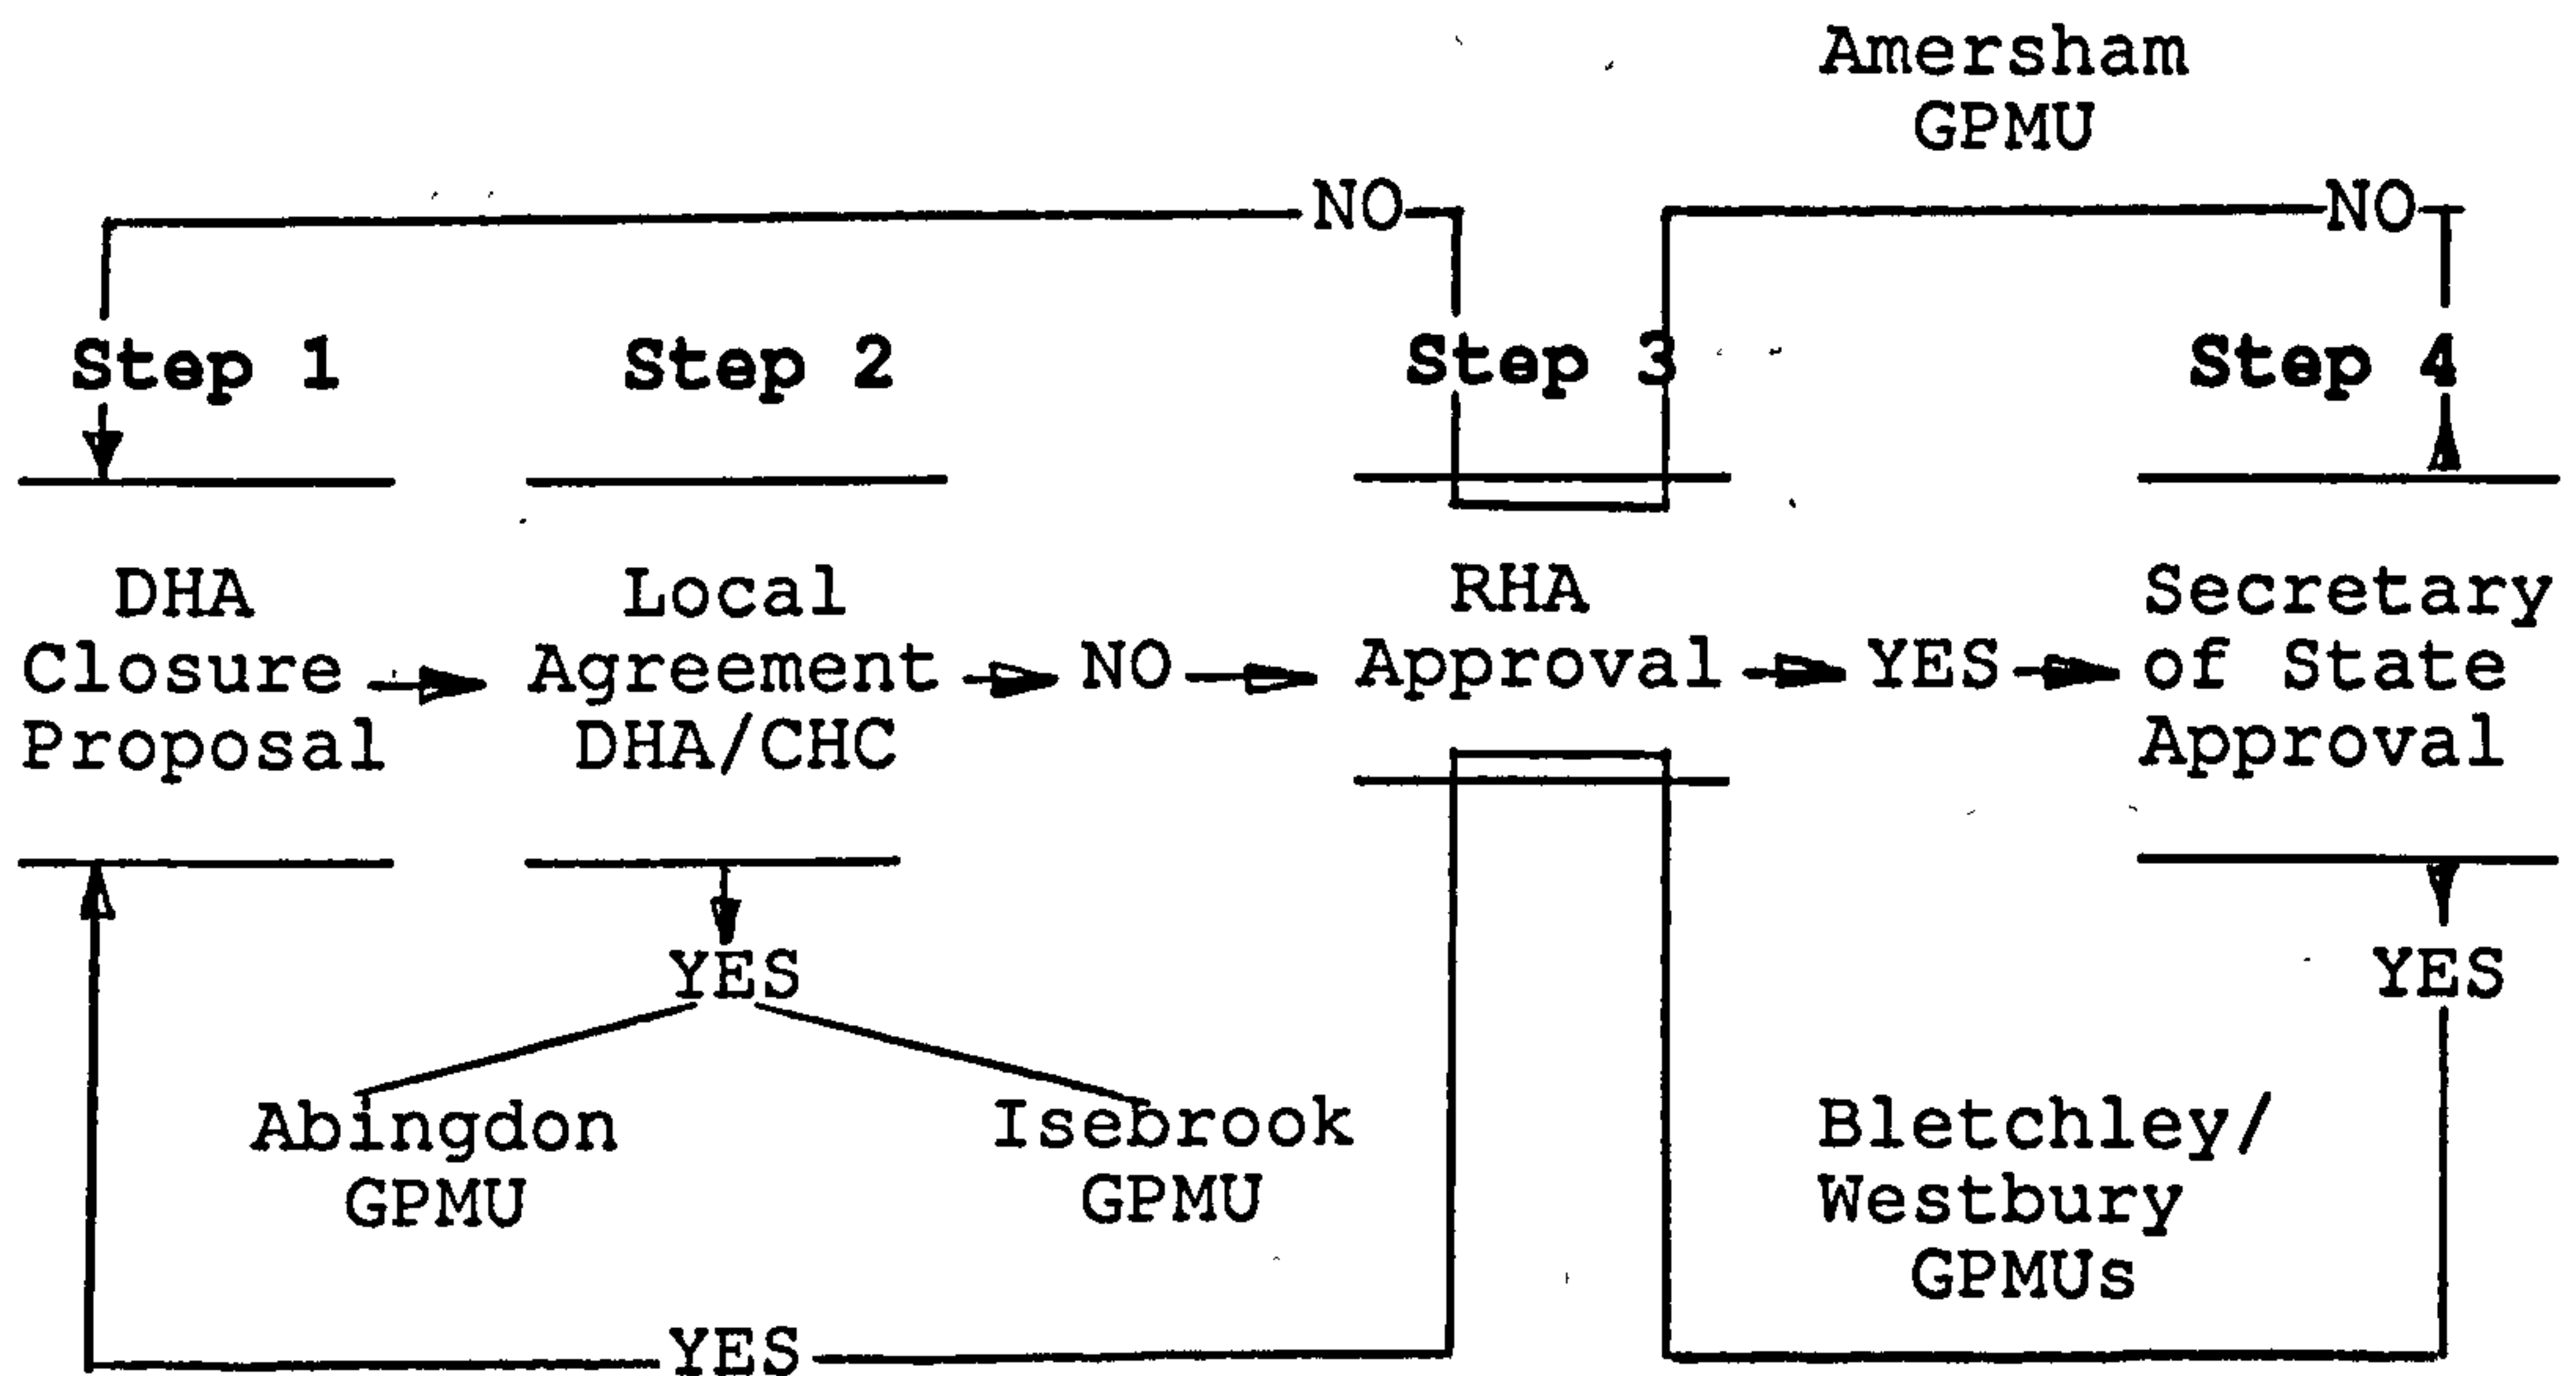 Amersham
GPMU
NO
NO
Step 1
Step 2
Step 3
Step 4
DHA
Closure
Proposal
Local
Agreement
DHA/CHC
NO
RHA
Approval
YES
Secretary
of State
Approval
YES
YES
Abingdon
GPMU
Isebrook
GPMU
Bletchley/
Westbury
GPMUs
YES